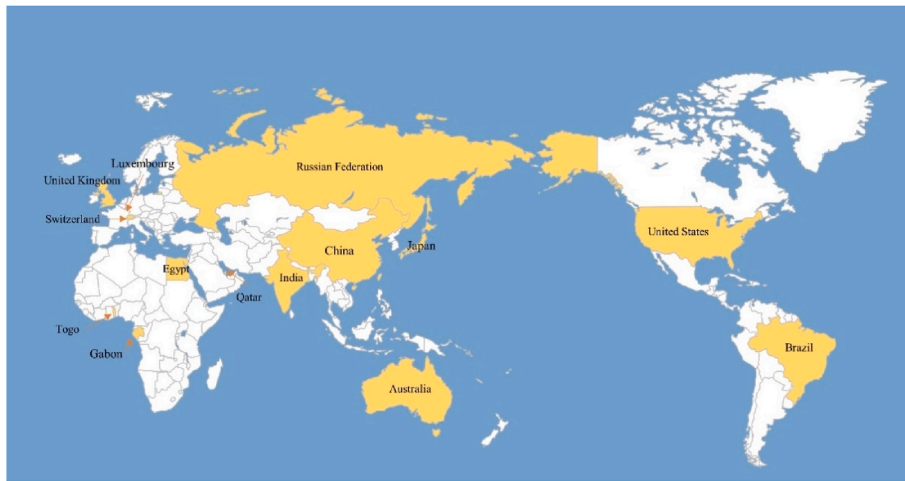 Luxembourg
Russian Federation
United Kingdom
Switzerland
United States
Japan
China
Egypt
India
Qatar
Togo
Brazil
Gabon
Australia